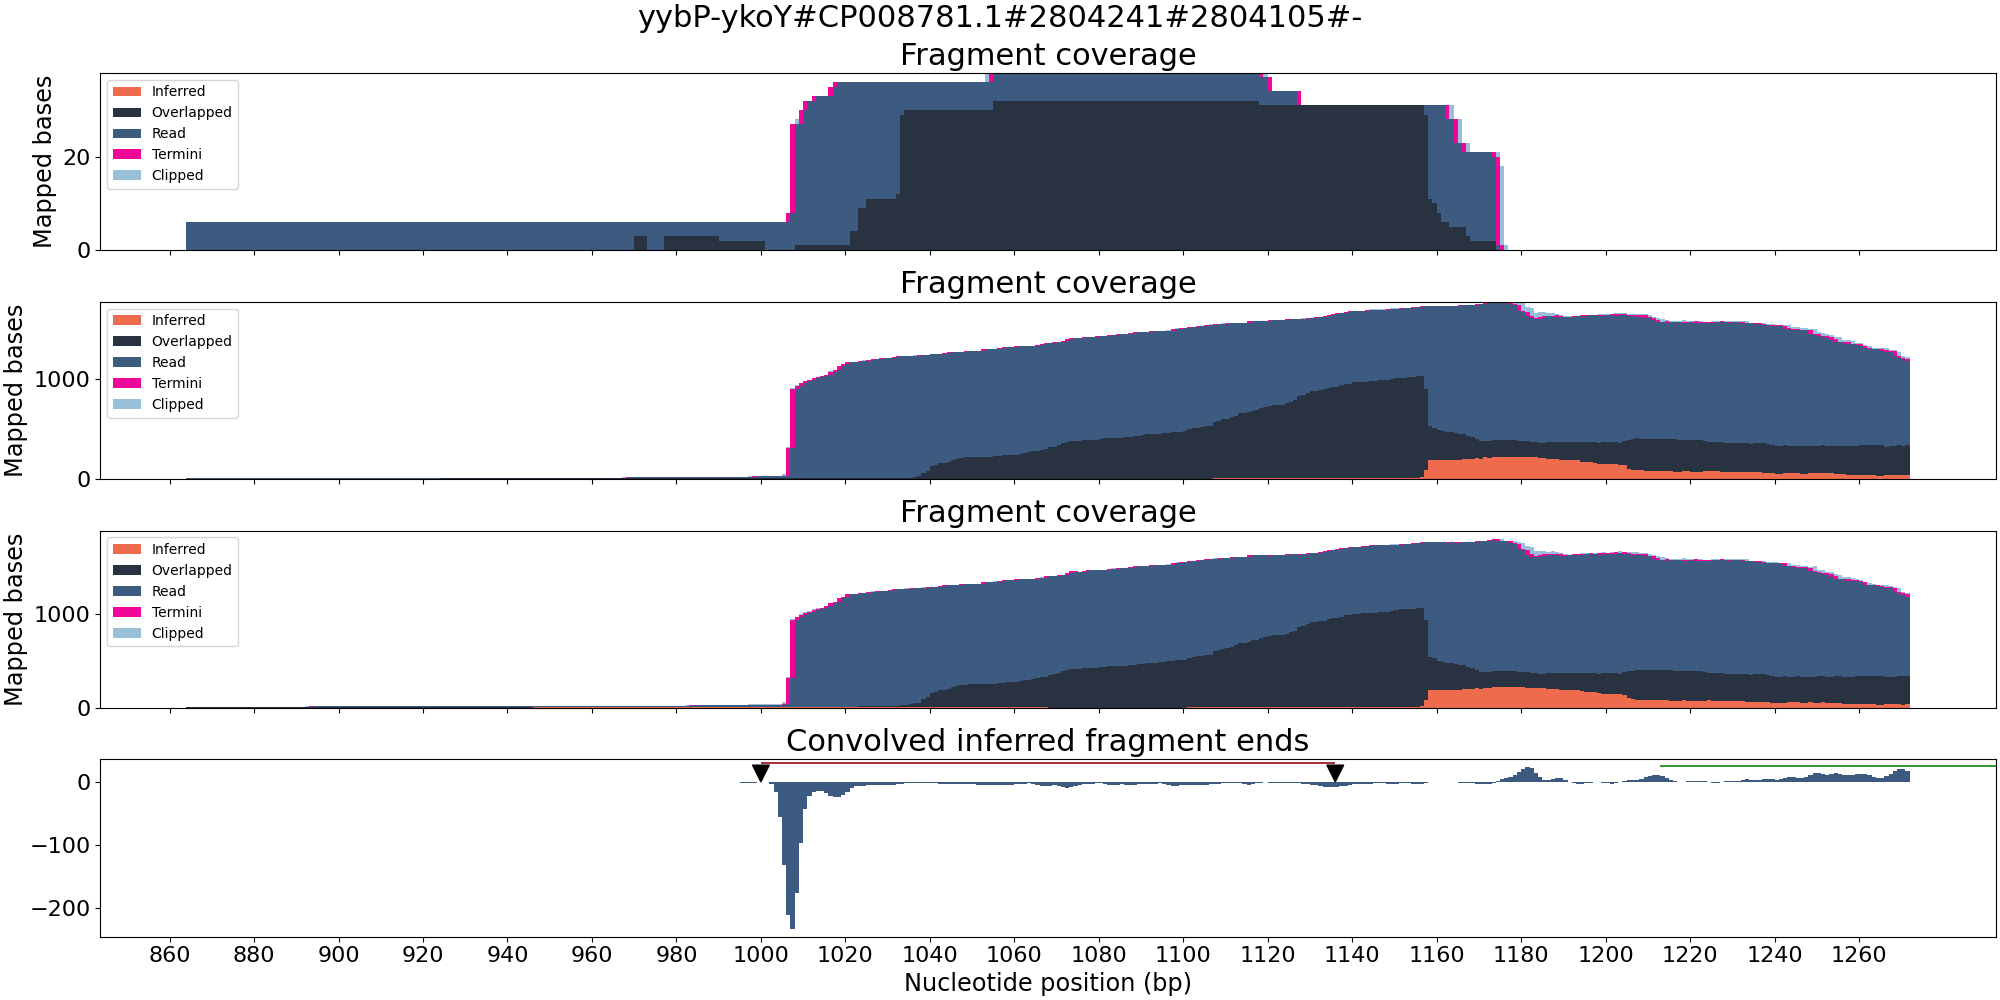 yybP-ykoY#CP008781.1#2804241#2804105#-
Fragment coverage
Mapped bases
20
0
Inferred
Overlapped
Read
Termini
Clipped
Fragment coverage
Mapped bases
1000
0
Inferred
Overlapped
Read
Termini
Clipped
Fragment coverage
Mapped bases
1000
0
Inferred
Overlapped
Read
Termini
Clipped
Convolved inferred fragment ends
0
−100
−200
860 880 900 920 940 960 980 1000 1020 1040 1060 1080 1100 1120 1140 1160 1180 1200 1220 1240 1260
Nucleotide position (bp)